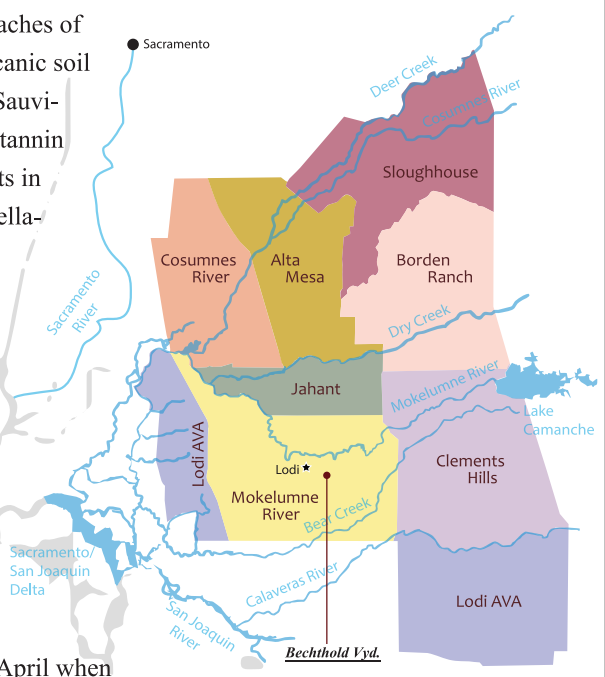 aches of
canic soil
Sauvi-
tannin
ts in
ella-
Sacramento
Deer Creek
Cosumnes River
Sloughhouse
Cosumnes
River
Alta
Mesa
Borden
Ranch
Sacramento
River
Dry Creek
Jahant
Mokelumne River
Lake
Camanche
Lodi AVA
Lodi
Mokelumne
River
Clements
Hills
Bear Creek
Sacramento/
San Joaquin
Delta
Calaveras River
San Joaquin
River
Lodi AVA
Bechthold Vyd.
April when